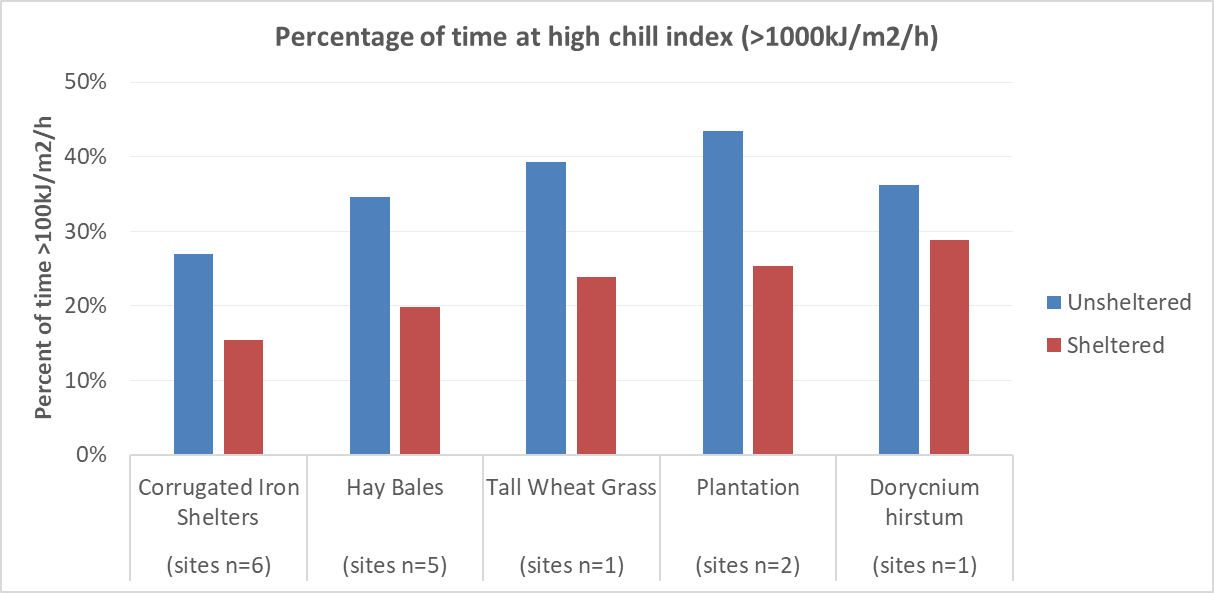 Percentage of time at high chill index (>1000kJ/m2/h)
Percent of time >100kJ/m2/h
50%
40%
30%
20%
10%
0%
Corrugated Iron
Shelters
(sites n=6)
Hay Bales
(sites n=5)
Tall Wheat Grass
(sites n=1)
Plantation
(sites n=2)
Dorycnium
hirstum
(sites n=1)
Unsheltered
Sheltered